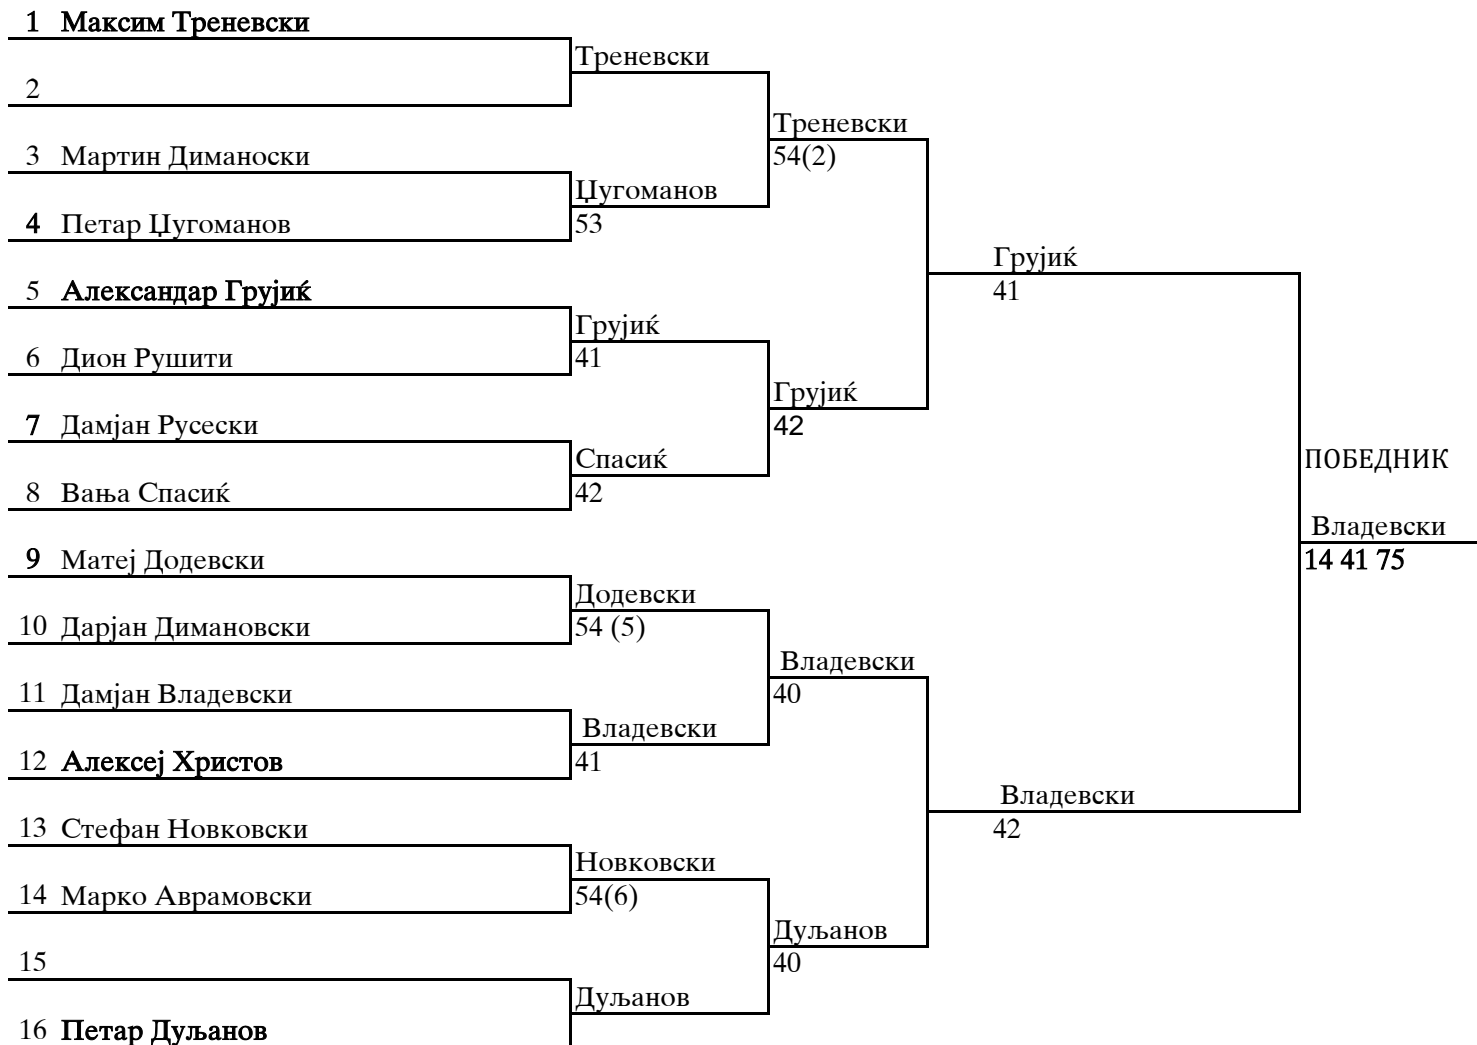 1 Максим Треневски
Треневски
2
Треневски
3 Мартин Диманоски
54(2)
Џугоманов
4 Петар Џугоманов
53
Грујиќ
5 Александар Грујиќ
41
Грујиќ
6 Дион Рушити
41
Грујиќ
7 Дамјан Русески
42
Спасиќ
ПОБЕДНИК
8 Вања Спасиќ
42
Владевски
9 Матеј Додевски
14 41 75
Додевски
10 Дарјан Димановски
54 (5)
Владевски
11 Дамјан Владевски
40
Владевски
12 Алексеј Христов
41
Владевски
13 Стефан Новковски
42
Новковски
14 Марко Аврамовски
54(6)
Дуљанов
15
40
Дуљанов
16 Петар Дуљанов